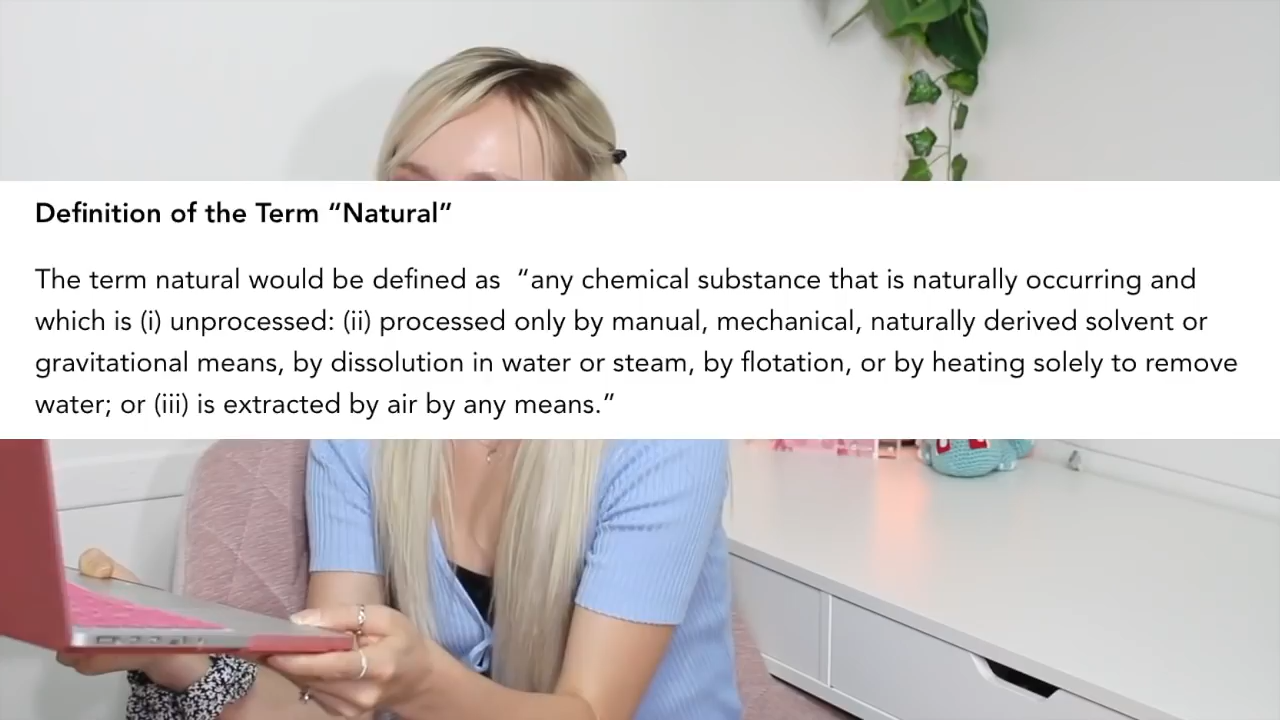 Definition of the Term “Natural”
The term natural would be defined as “any chemical substance that is naturally occurring and
which is (i) unprocessed: (ii) processed only by manual, mechanical, naturally derived solvent or
gravitational means, by dissolution in water or steam, by flotation, or by heating solely to remove
water; or (iii) is extracted by air by any means.”